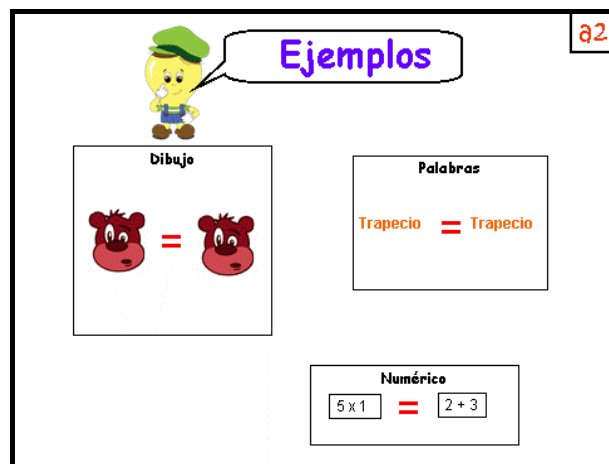 Ejemplos
a2
Dibujo
=
Palabras
Trapecio = Trapecio
Numérico
5 x 1 = 2 + 3